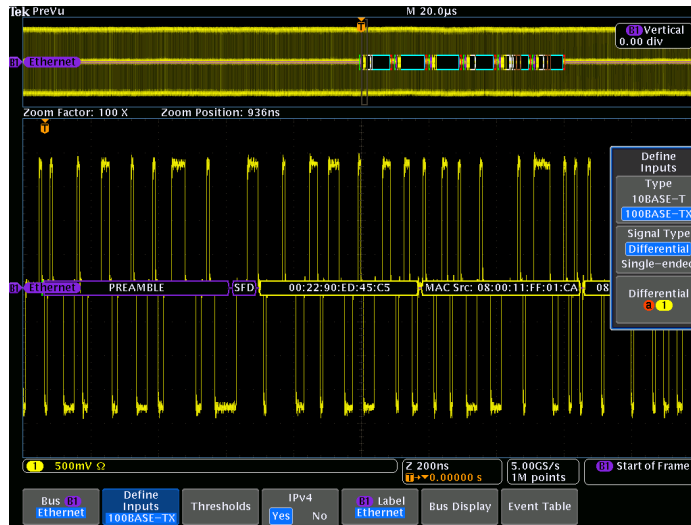 Tek PreVu M 20.0µs
T
B1 Vertical
0.00 div
B1 Ethernet
Zoom Factor: 100 X Zoom Position: 936ns
T
Define
Inputs
Type
10BASE-T
100BASE-TX
Signal Type
Differential
Single-ended
Differential
a 1
B1 Ethernet PREAMBLE SFD 00:22:90:ED:45:C5 MAC Src: 08:00:11:FF:01:CA 08
1 500mV Ω
Z 200ns
T→▼0.00000 s
5.00GS/s
1M points
B1 Start of Frame
Bus B1
Ethernet
Define
Inputs
100BASE-TX
Thresholds
IPv4
Yes No
B1 Label
Ethernet
Bus Display
Event Table